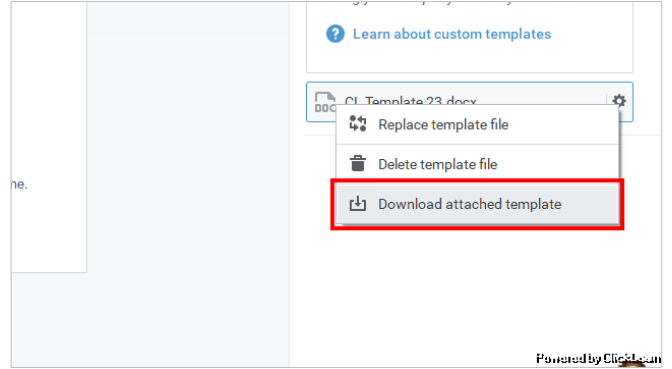 Learn about custom templates
DOC
CL Template 23.docx
Replace template file
Delete template file
Download attached template
ne.
Powered by ClickLearn